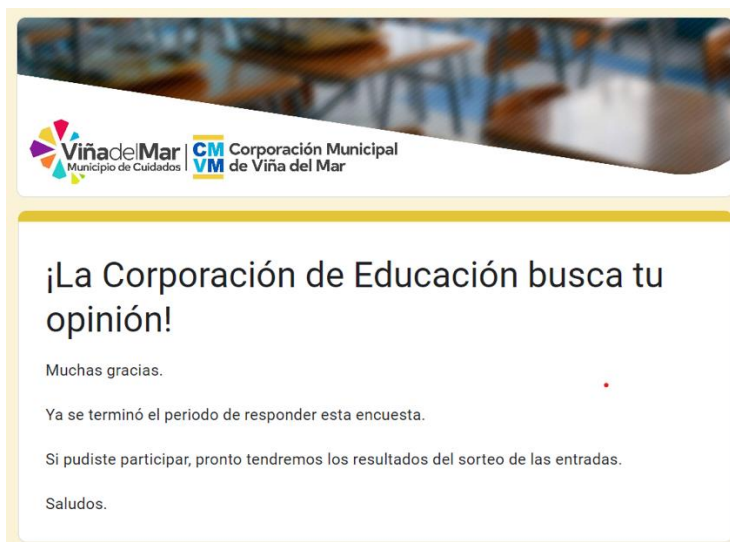 ViñadelMar
Municipio de Cuidados
CM
VM
Corporación Municipal
de Viña del Mar
¡La Corporación de Educación busca tu
opinión!
Muchas gracias.
Ya se terminó el periodo de responder esta encuesta.
Si pudiste participar, pronto tendremos los resultados del sorteo de las entradas.
Saludos.